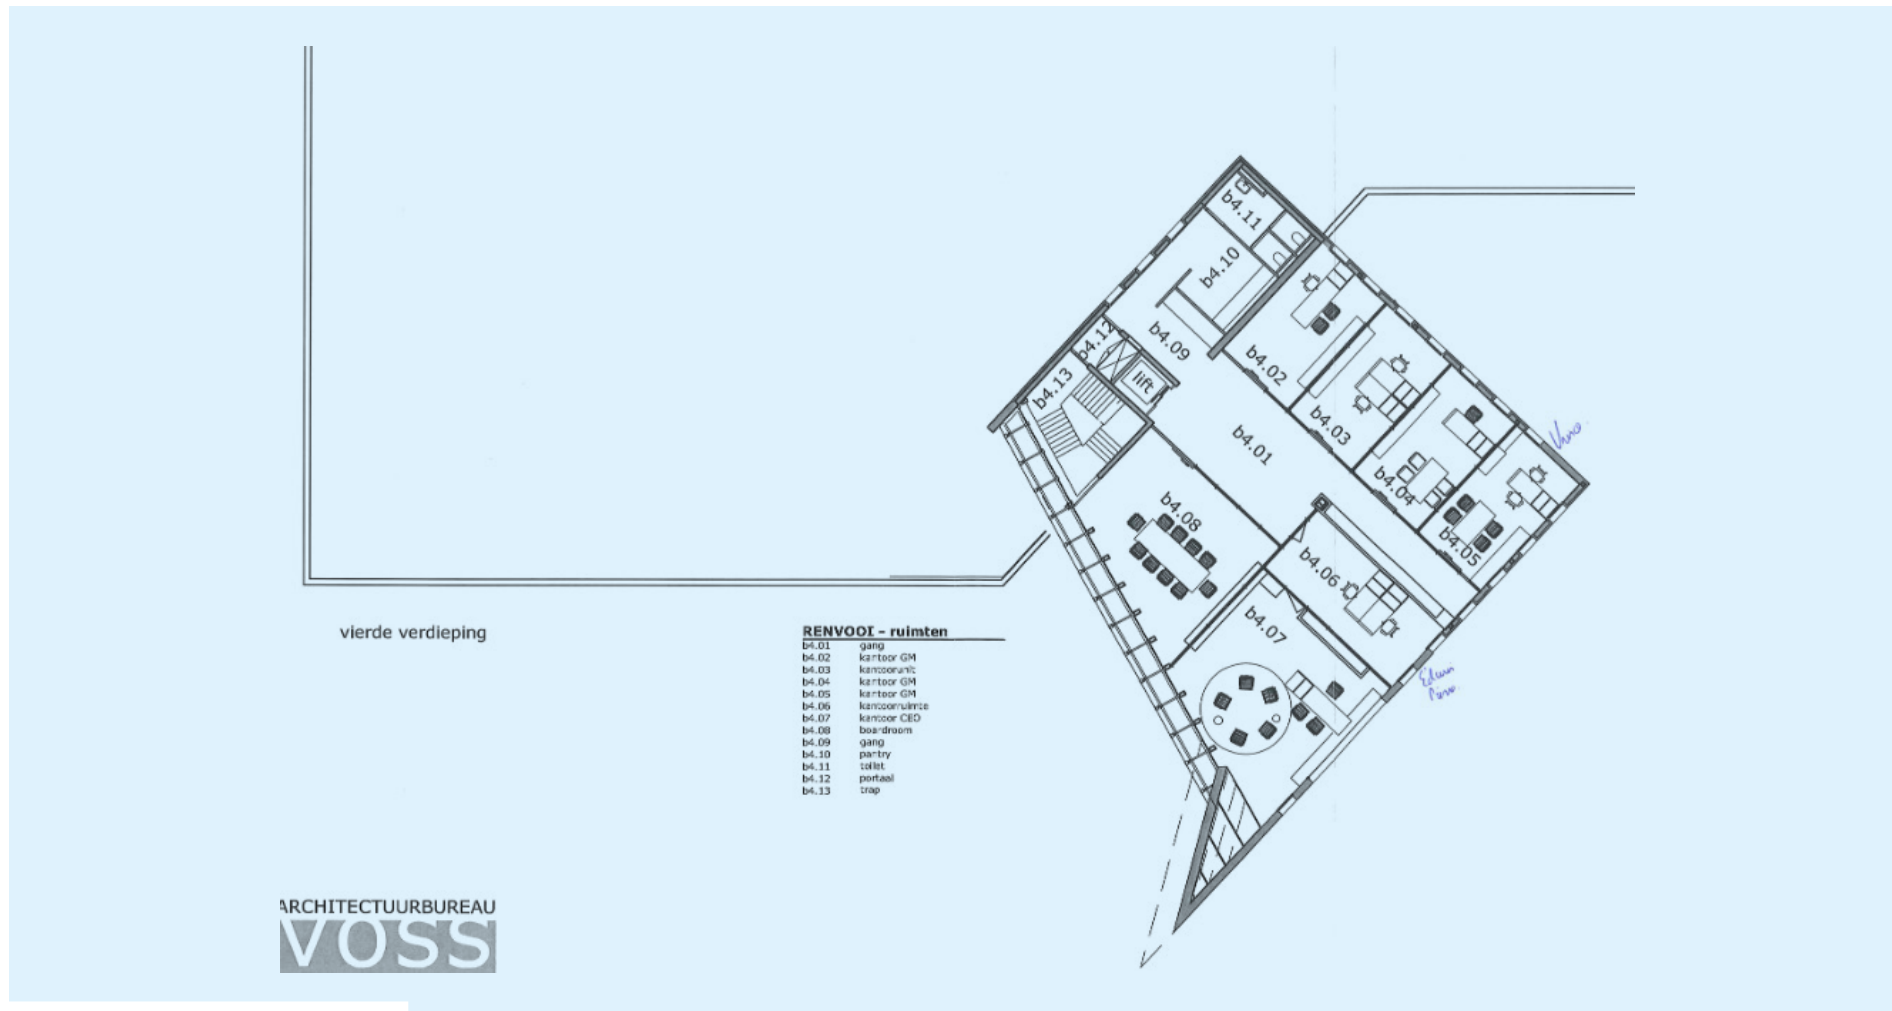 b4.11
b4.10
b4.12
b4.09
b4.02
lift
b4.13
b4.03
b4.01
b4.04
b4.05
b4.08
b4.06
b4.07
vierde verdieping
RENVOOI - ruimten
b4.01 gang
b4.02 kantoor GM
b4.03 kantoorunit
b4.04 kantoor GM
b4.05 kantoor GM
b4.06 kantoorruimte
b4.07 kantoor CEO
b4.08 boardroom
b4.09 gang
b4.10 pantry
b4.11 toilet
b4.12 portaal
b4.13 trap
ARCHITECTUURBUREAU
VOSS